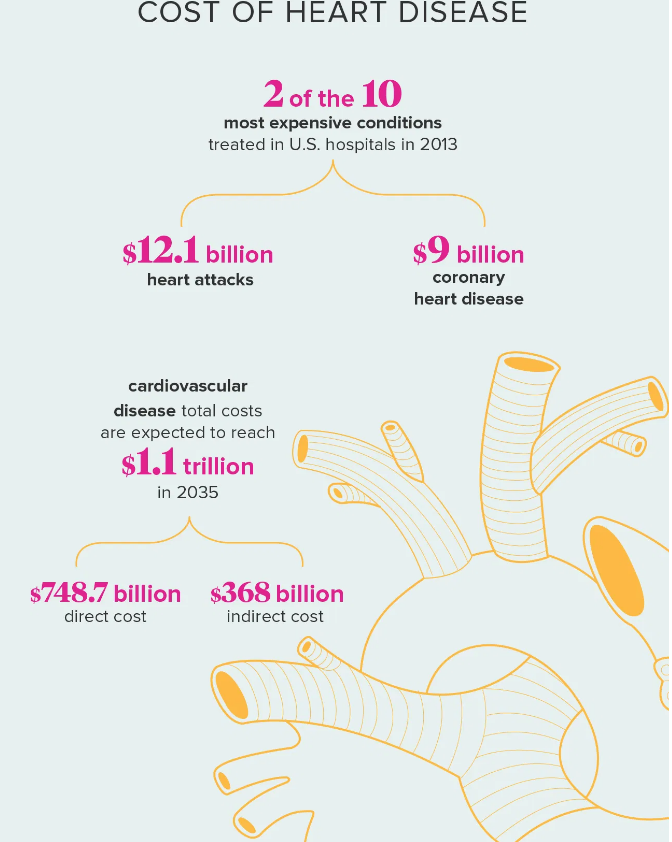 COST OF HEART DISEASE
2 of the 10
most expensive conditions
treated in U.S. hospitals in 2013
$12.1 billion
heart attacks
$9 billion
coronary
heart disease
cardiovascular
disease total costs
are expected to reach
$1.1 trillion
in 2035
$748.7 billion
direct cost
$368 billion
indirect cost